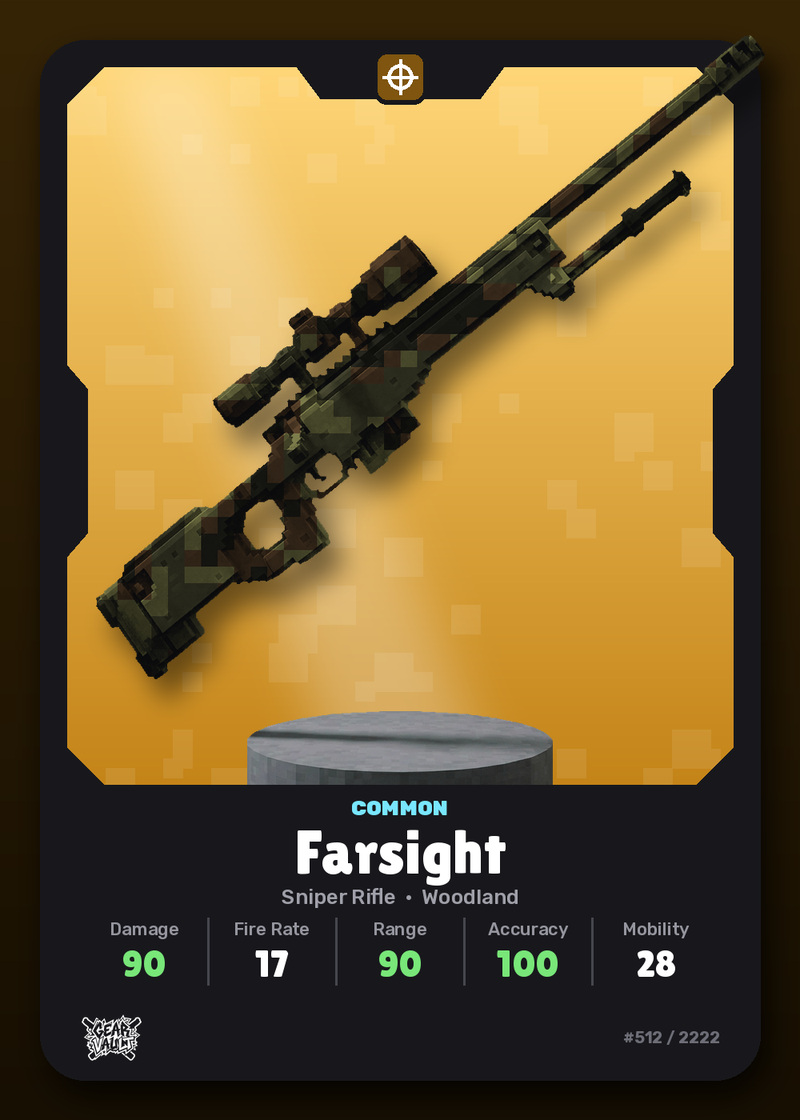 COMMON
Farsight
Sniper Rifle • Woodland
Damage Fire Rate Range Accuracy Mobility
90 17 90 100 28
GEAR
VAULT
#512 / 2222